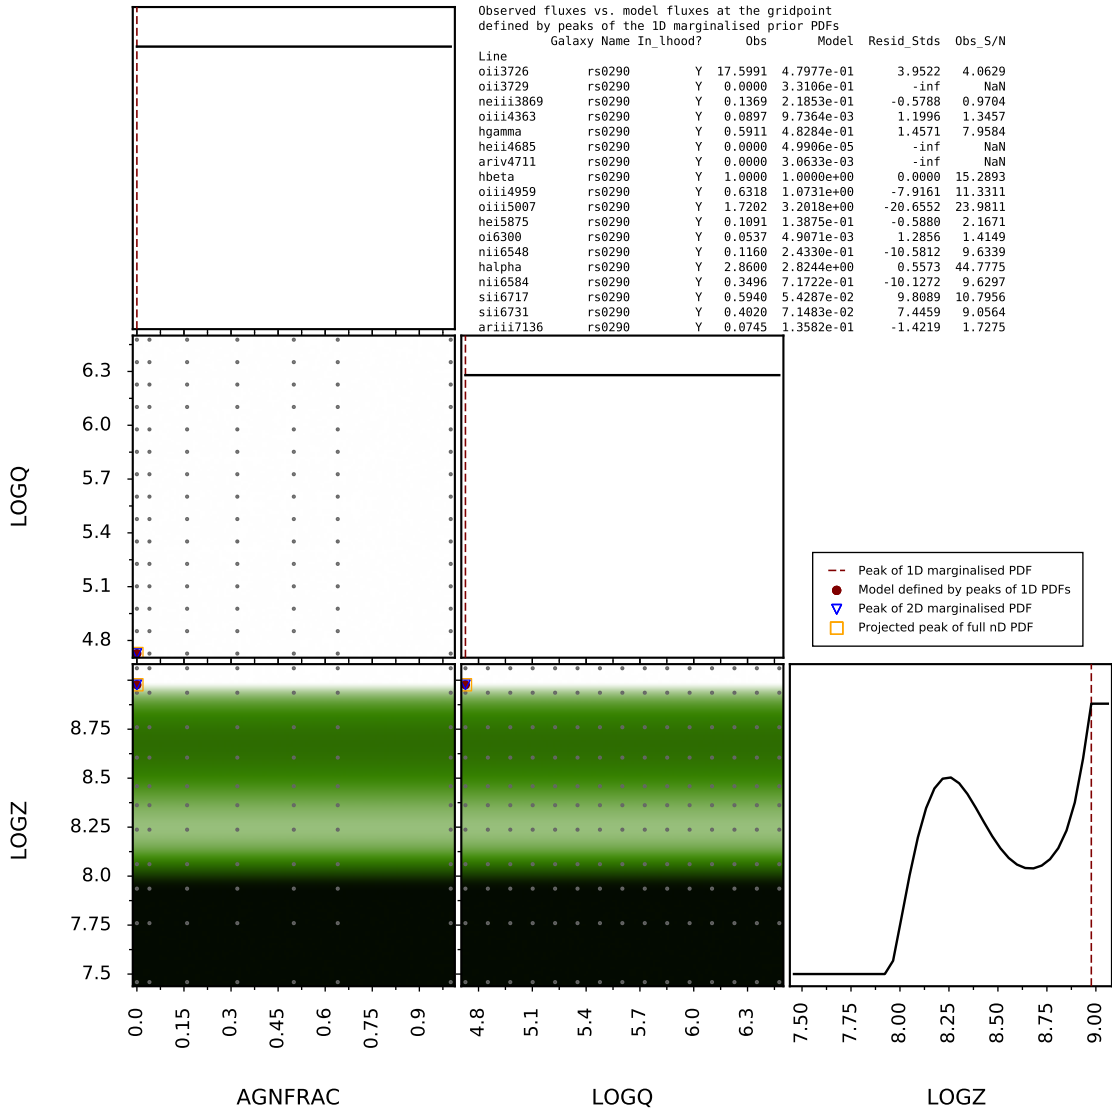 Observed fluxes vs. model fluxes at the gridpoint
defined by peaks of the 1D marginalised prior PDFs
Galaxy Name In_lhood? Obs Model Resid_Stds Obs_S/N
Line
oii3726 rs0290 Y 17.5991 4.7977e-01 3.9522 4.0629
oii3729 rs0290 Y 0.0000 3.3106e-01 -inf NaN
neiii3869 rs0290 Y 0.1369 2.1853e-01 -0.5788 0.9704
oiii4363 rs0290 Y 0.0897 9.7364e-03 1.1996 1.3457
hgamma rs0290 Y 0.5911 4.8284e-01 1.4571 7.9584
heii4685 rs0290 Y 0.0000 4.9906e-05 -inf NaN
ariv4711 rs0290 Y 0.0000 3.0633e-03 -inf NaN
hbeta rs0290 Y 1.0000 1.0000e+00 0.0000 15.2893
oiii4959 rs0290 Y 0.6318 1.0731e+00 -7.9161 11.3311
oiii5007 rs0290 Y 1.7202 3.2018e+00 -20.6552 23.9811
hei5875 rs0290 Y 0.1091 1.3875e-01 -0.5880 2.1671
oi6300 rs0290 Y 0.0537 4.9071e-03 1.2856 1.4149
nii6548 rs0290 Y 0.1160 2.4330e-01 -10.5812 9.6339
halpha rs0290 Y 2.8600 2.8244e+00 0.5573 44.7775
nii6584 rs0290 Y 0.3496 7.1722e-01 -10.1272 9.6297
sii6717 rs0290 Y 0.5940 5.4287e-02 9.8089 10.7956
sii6731 rs0290 Y 0.4020 7.1483e-02 7.4459 9.0564
ariii7136 rs0290 Y 0.0745 1.3582e-01 -1.4219 1.7275
LOGQ
6.3
6.0
5.7
5.4
5.1
4.8
Peak of 1D marginalised PDF
Model defined by peaks of 1D PDFs
Peak of 2D marginalised PDF
Projected peak of full nD PDF
LOGZ
8.75
8.5
8.25
8.0
7.75
7.5
0.0 0.15 0.3 0.45 0.6 0.75 0.9
4.8 5.1 5.4 5.7 6.0 6.3
7.50 7.75 8.00 8.25 8.50 8.75 9.00
AGNFRAC
LOGQ
LOGZ